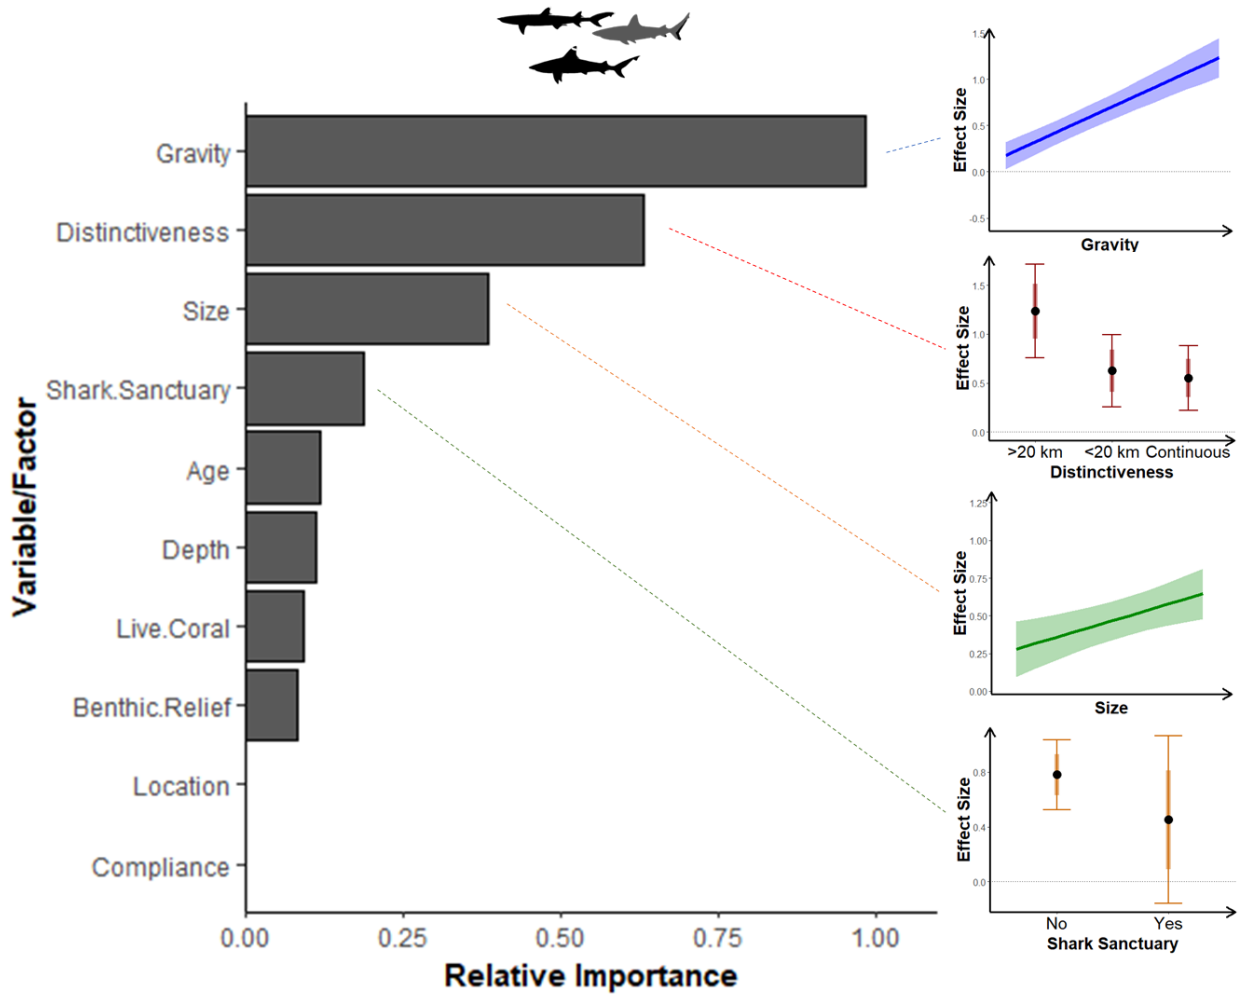 Variable/Factor
Gravity
Distinctiveness
Size
Shark.Sanctuary
Age
Depth
Live.Coral
Benthic.Relief
Location
Compliance
0.00 0.25 0.50 0.75 1.00
Relative Importance
Effect Size
1.5
1.0
0.5
0.0
-0.5
Gravity
Effect Size
1.5
1.0
0.5
0.0
>20 km <20 km Continuous
Distinctiveness
Effect Size
1.25
1.00
0.75
0.50
0.25
0.00
Size
Effect Size
0.8
0.4
0.0
No Yes
Shark Sanctuary